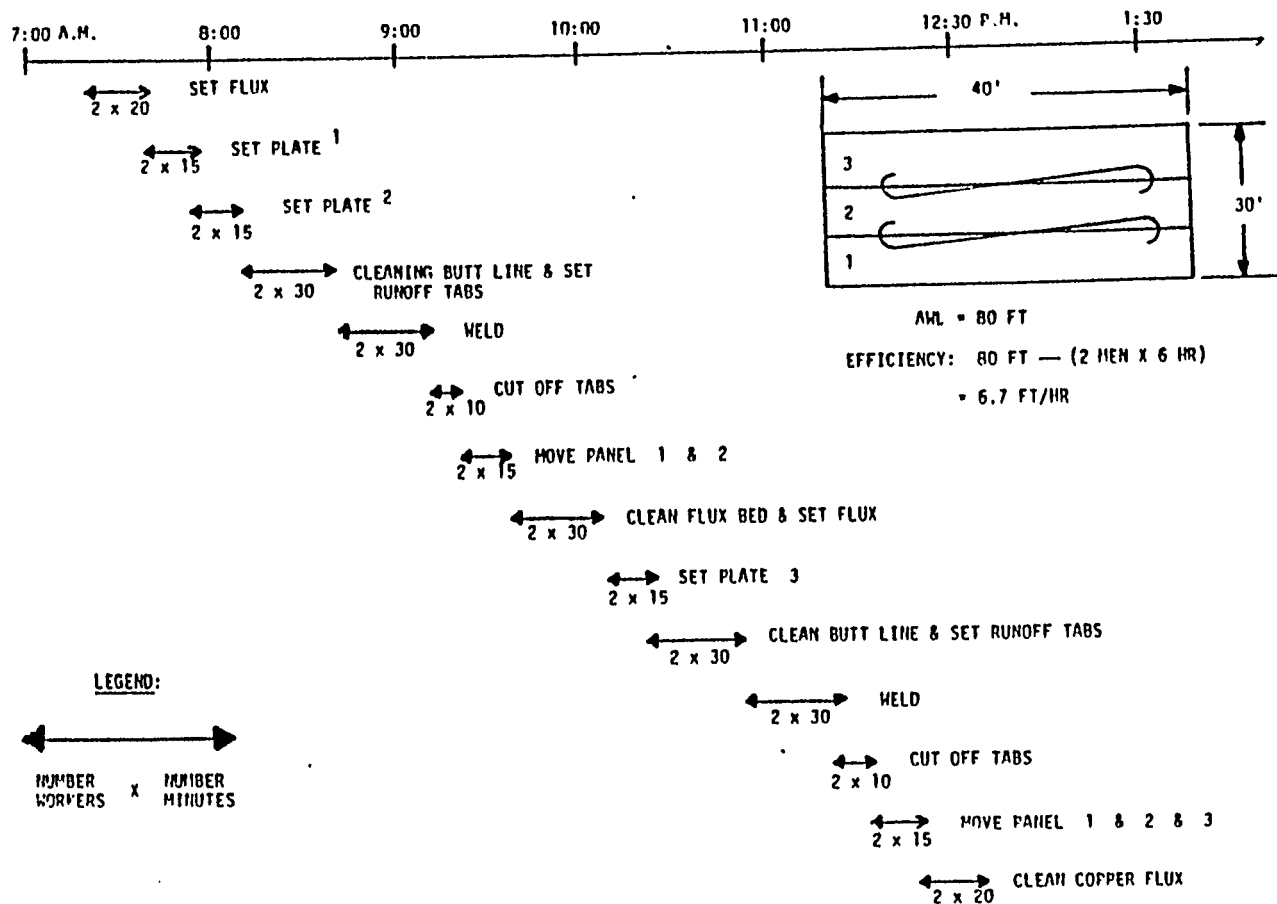 7:00 A.M. 8:00 9:00 10:00 11:00 12:30 P.M. 1:30
SET FLUX
2 x 20
SET PLATE 1
2 x 15
SET PLATE 2
2 x 15
CLEANING BUTT LINE & SET
RUNOFF TABS
2 x 30
WELD
2 x 30
CUT OFF TABS
2 x 10
MOVE PANEL 1 & 2
2 x 15
CLEAN FLUX BED & SET FLUX
2 x 30
SET PLATE 3
2 x 15
CLEAN BUTT LINE & SET RUNOFF TABS
2 x 30
WELD
2 x 30
CUT OFF TABS
2 x 10
MOVE PANEL 1 & 2 & 3
2 x 15
CLEAN COPPER FLUX
2 x 20
40'
30'
3
2
1
AWL = 80 FT
EFFICIENCY: 80 FT — (2 MEN X 6 HR)
= 6.7 FT/HR
LEGEND:
NUMBER WORKERS X NUMBER MINUTES